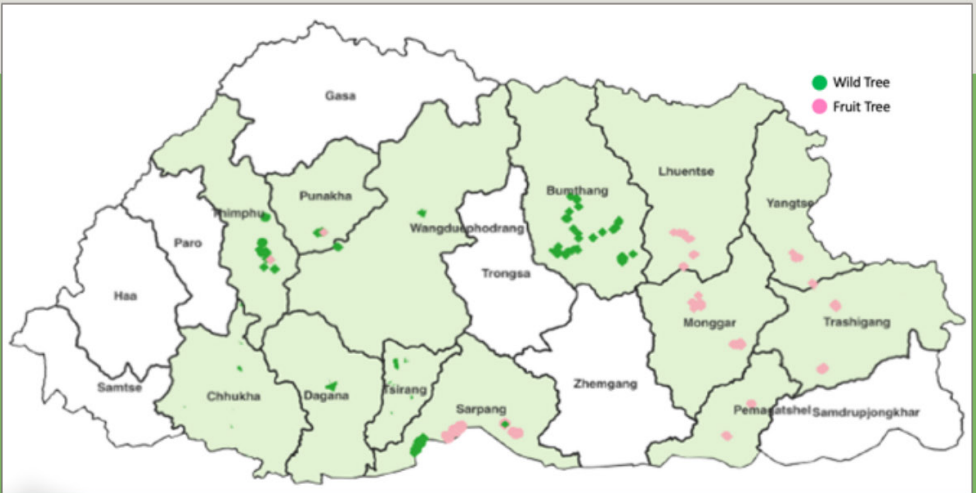 Wild Tree
Fruit Tree
Gasa
Punakha
Thimphu
Paro
Haa
Samtse
Wangduephodrang
Bumthang
Lhuentse
Yangtse
Trongsa
Monggar
Trashigang
Chhukha
Dagana
Tsirang
Sarpang
Zhemgang
Pemagatshel
Samdrupjongkhar